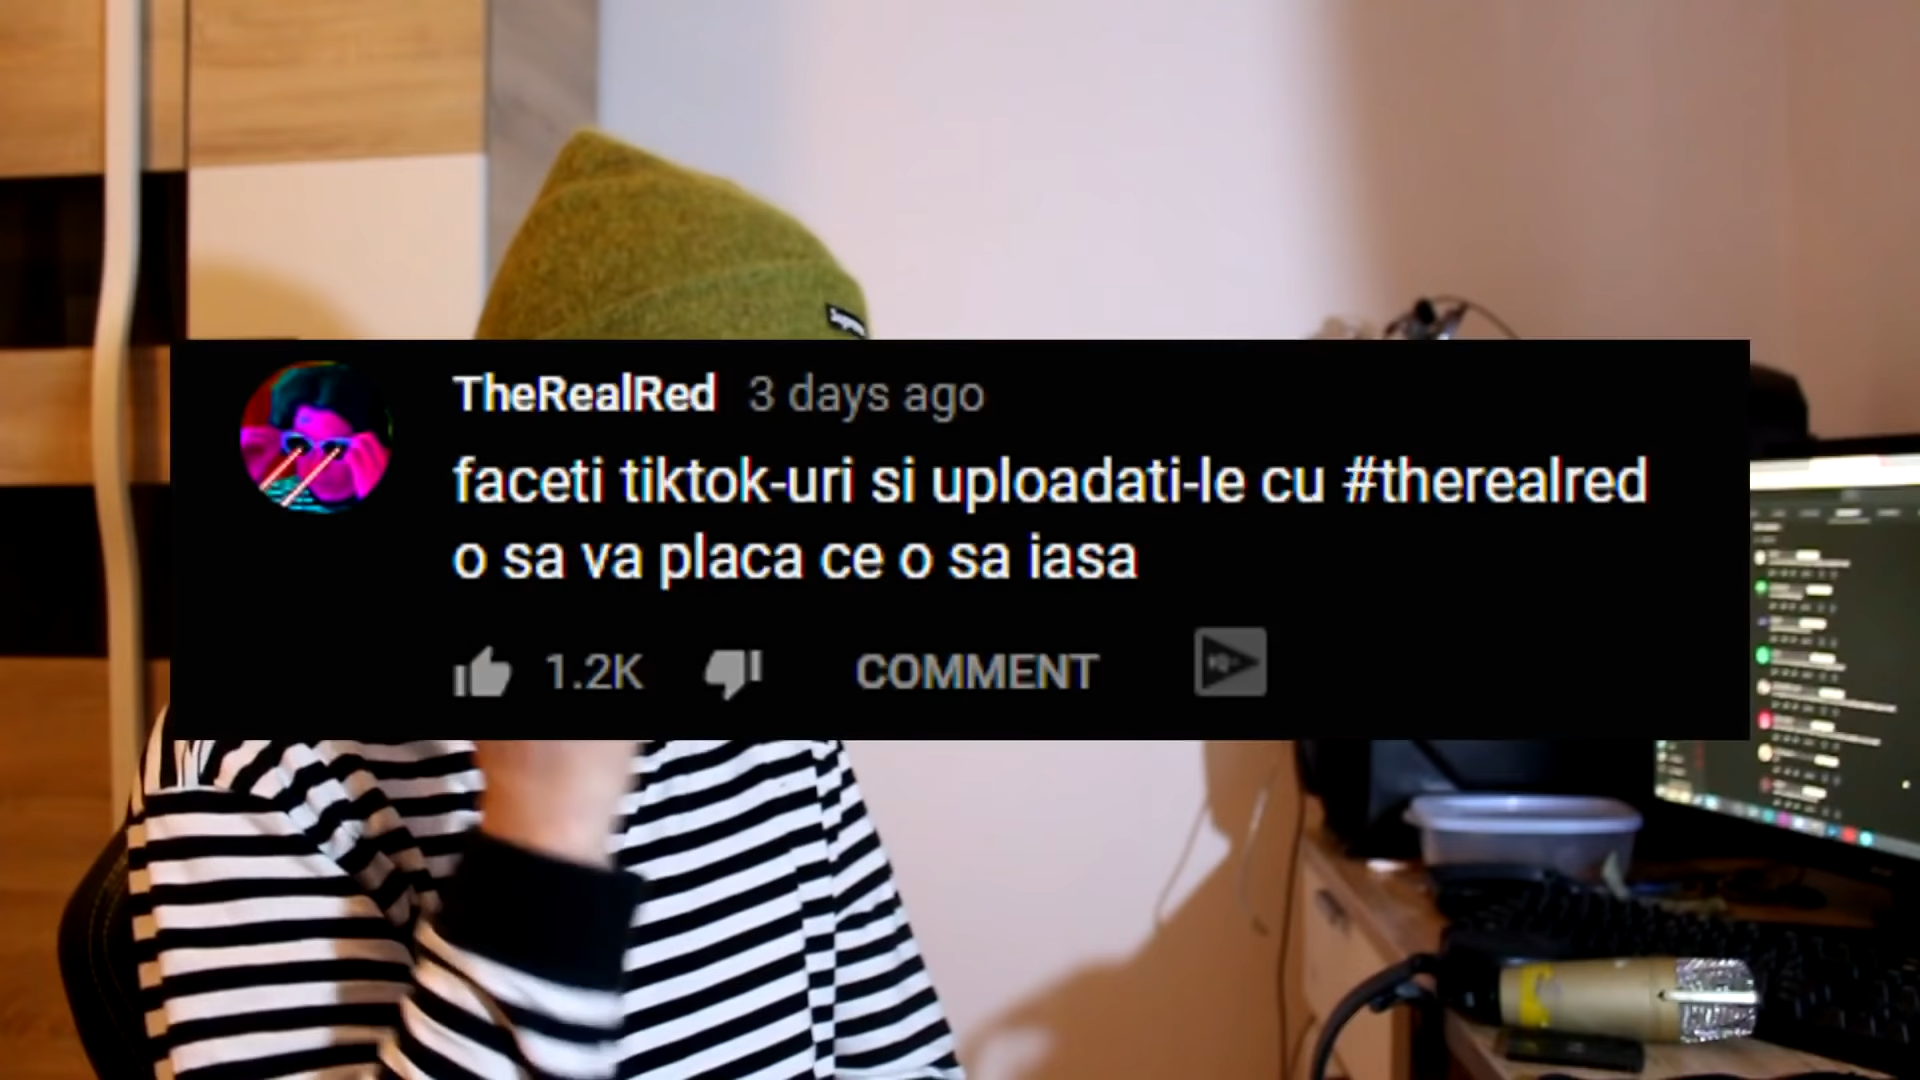 TheRealRed 3 days ago
faceti tiktok-uri si uploadati-le cu #therealred
o sa va placa ce o sa iasa
1.2K COMMENT